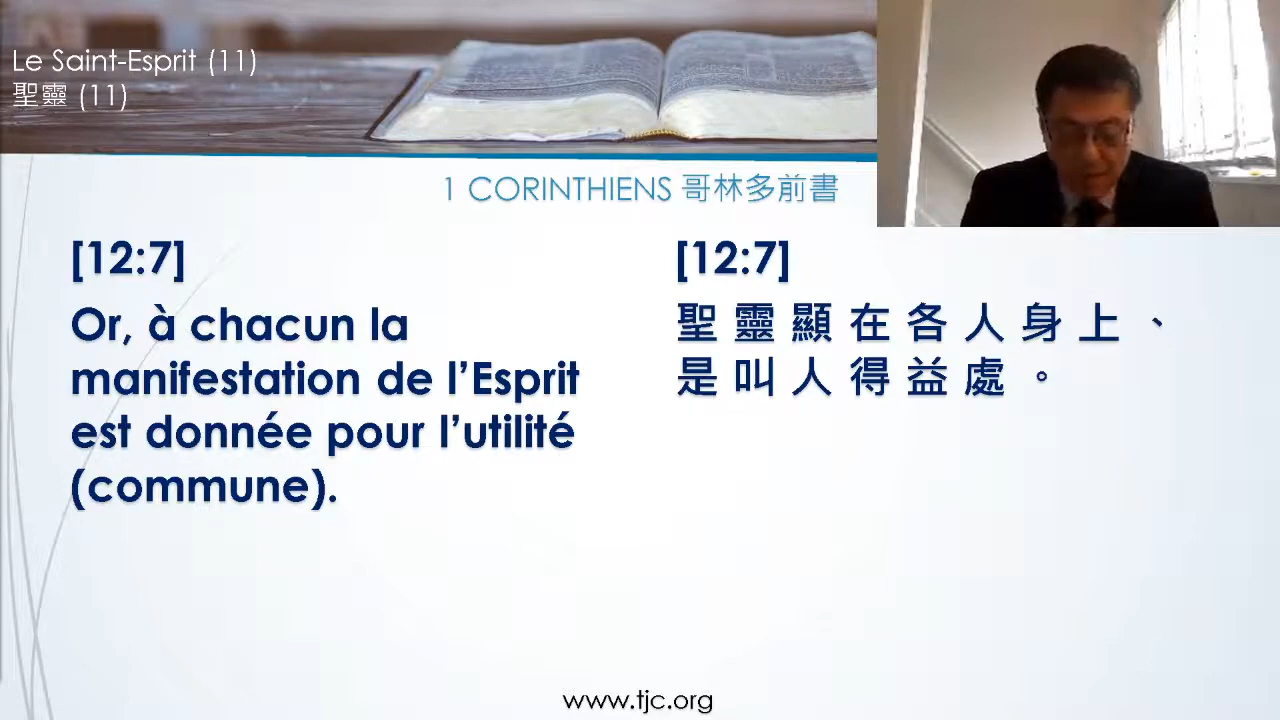 Le Saint-Esprit (11)
聖靈 (11)
1 CORINTHIENS 哥林多前書
[12:7]
Or, à chacun la
manifestation de l’Esprit
est donnée pour l’utilité
(commune).
[12:7]
聖 靈 顯 在 各 人 身 上 、
是 叫 人 得 益 處 。
www.tjc.org